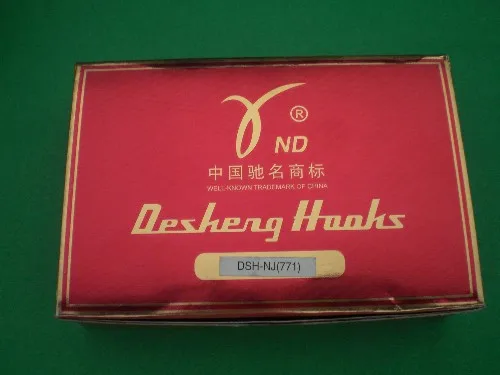 ®
ND
中国驰名商标
WELL-KNOWN TRADEMARK OF CHINA
Desheng Hooks
DSH-NJ(771)